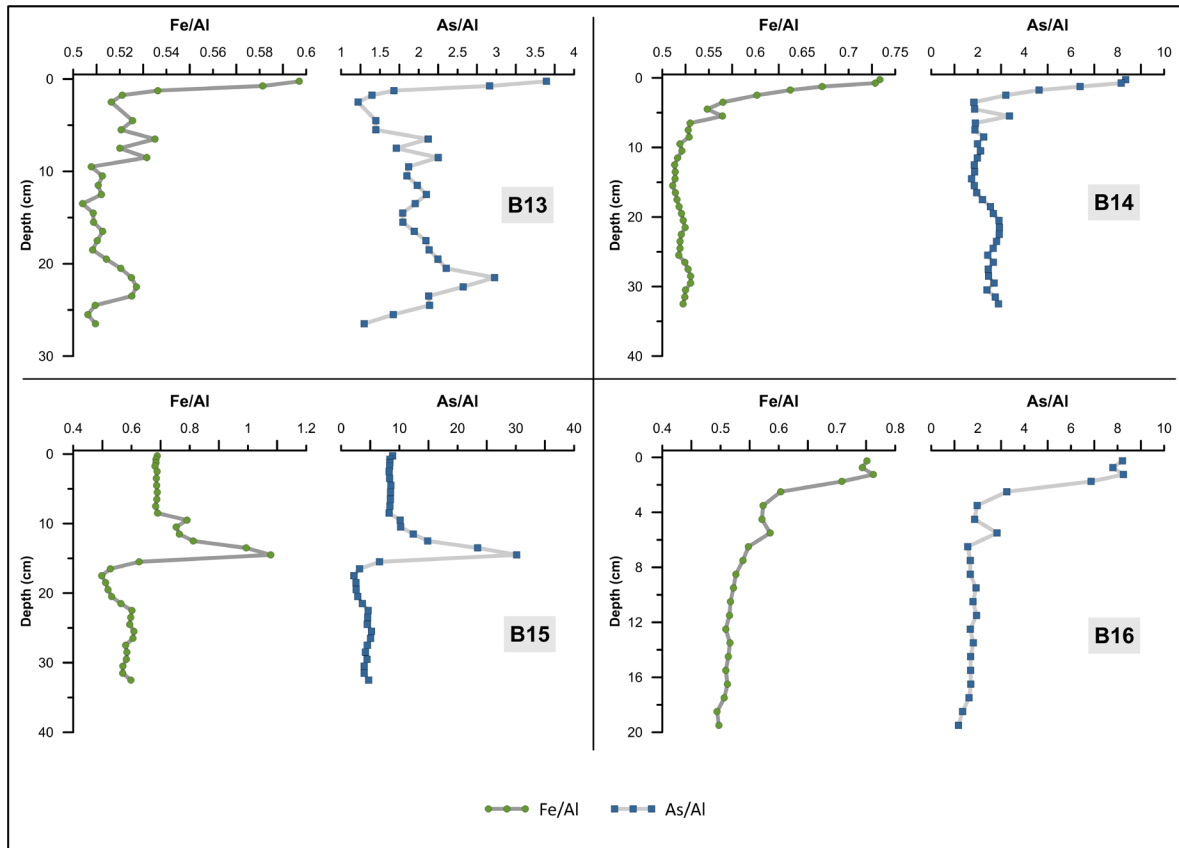 Fe/Al As/Al
0.5 0.52 0.54 0.56 0.58 0.6 1 1.5 2 2.5 3 3.5 4
0
10
20
30
Depth (cm)
B13
Fe/Al As/Al
0.5 0.55 0.6 0.65 0.7 0.75 0 2 4 6 8 10
0
10
20
30
40
Depth (cm)
B14
Fe/Al As/Al
0.4 0.6 0.8 1 1.2 0 10 20 30 40
0
10
20
30
40
Depth (cm)
B15
Fe/Al As/Al
0.4 0.5 0.6 0.7 0.8 0 2 4 6 8 10
0
4
8
12
16
20
Depth (cm)
B16
Fe/Al As/Al